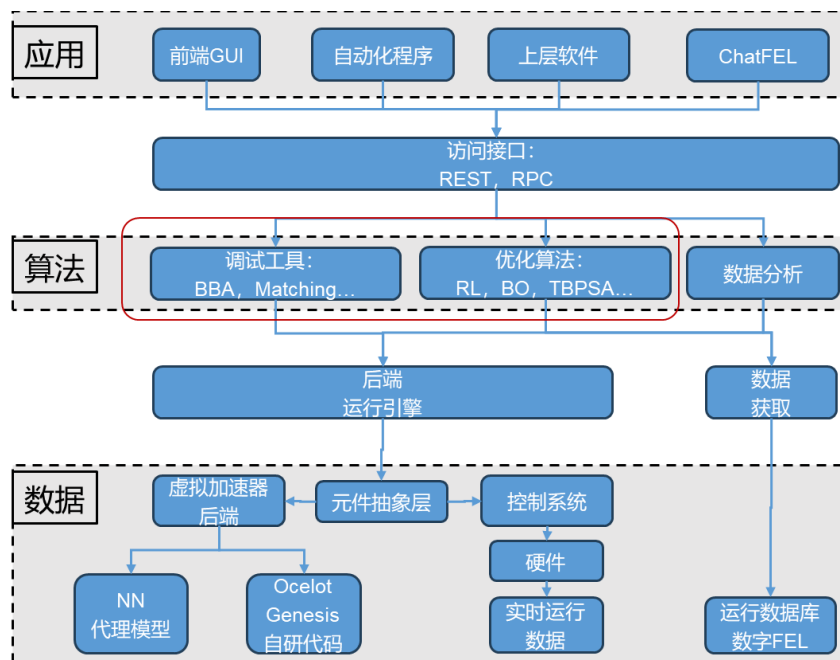 应用
前端GUI
自动化程序
上层软件
ChatFEL
访问接口：
REST，RPC
算法
调试工具：
BBA，Matching…
优化算法：
RL，BO，TBPSA…
数据分析
后端
运行引擎
数据
获取
数据
虚拟加速器
后端
元件抽象层
控制系统
硬件
NN
代理模型
Ocelot
Genesis
自研代码
实时运行
数据
运行数据库
数字FEL